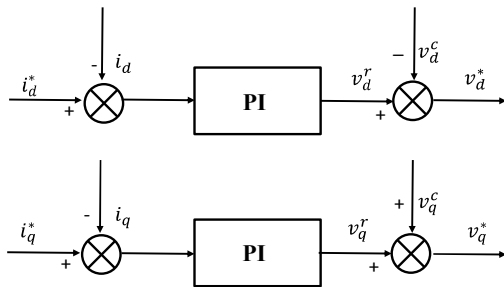 - i_d − v_d^c
i_d^* + PI v_d^r + v_d^*
- i_q + v_q^c
i_q^* + PI v_q^r + v_q^*